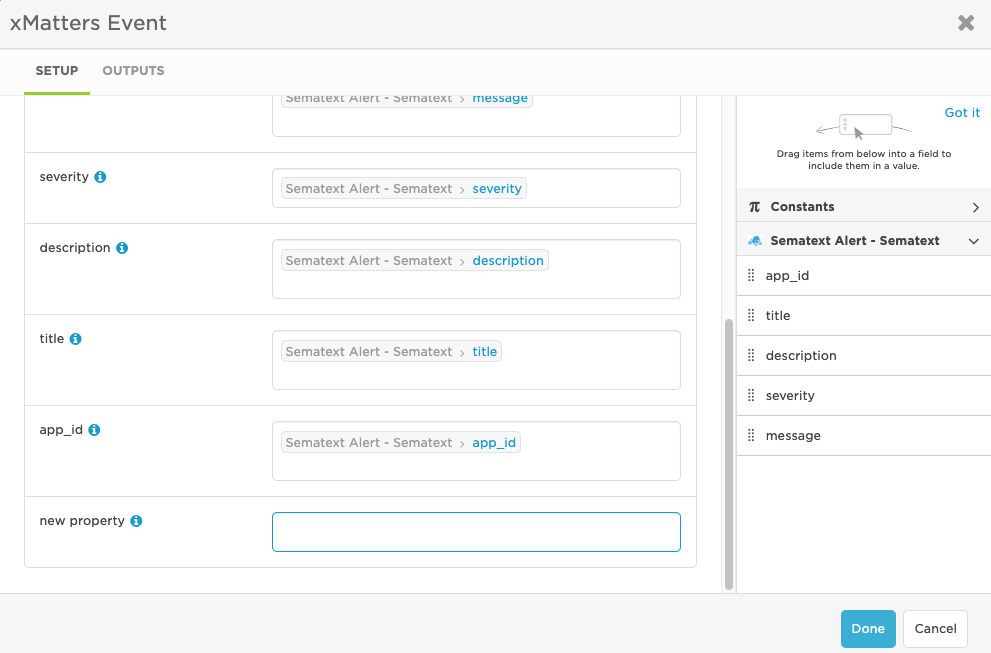 xMatters Event
SETUP OUTPUTS
Sematext Alert - Sematext › message
severity
Sematext Alert - Sematext › severity
description
Sematext Alert - Sematext › description
title
Sematext Alert - Sematext › title
app_id
Sematext Alert - Sematext › app_id
new property
Got it
Drag items from below into a field to
include them in a value.
π Constants
Sematext Alert - Sematext
app_id
title
description
severity
message
Done Cancel